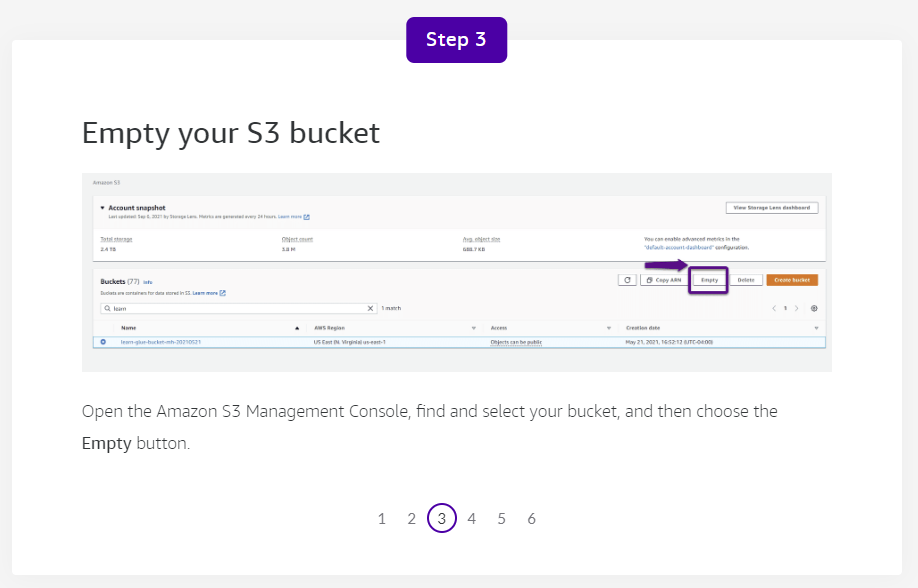 Step 3
Empty your S3 bucket
Amazon S3
Account snapshot
View Storage Lens dashboard
Last updated: Sep 6, 2021 by Storage Lens. Metrics are generated every 24 hours. Learn more
Total storage
Object count
Avg. object size
You can enable advanced metrics in the
2.4 TB
3.8 M
688.7 KB
"default-account-dashboard" configuration.
Buckets (77) Info
Copy ARN
Empty
Delete
Create bucket
Buckets are containers for data stored in S3. Learn more
learn
1 match
1
Name
AWS Region
Access
Creation date
learn-glue-bucket-mh-20210521
US East (N. Virginia) us-east-1
Objects can be public
May 21, 2021, 16:52:12 (UTC-04:00)
Open the Amazon S3 Management Console, find and select your bucket, and then choose the
Empty button.
1 2 3 4 5 6